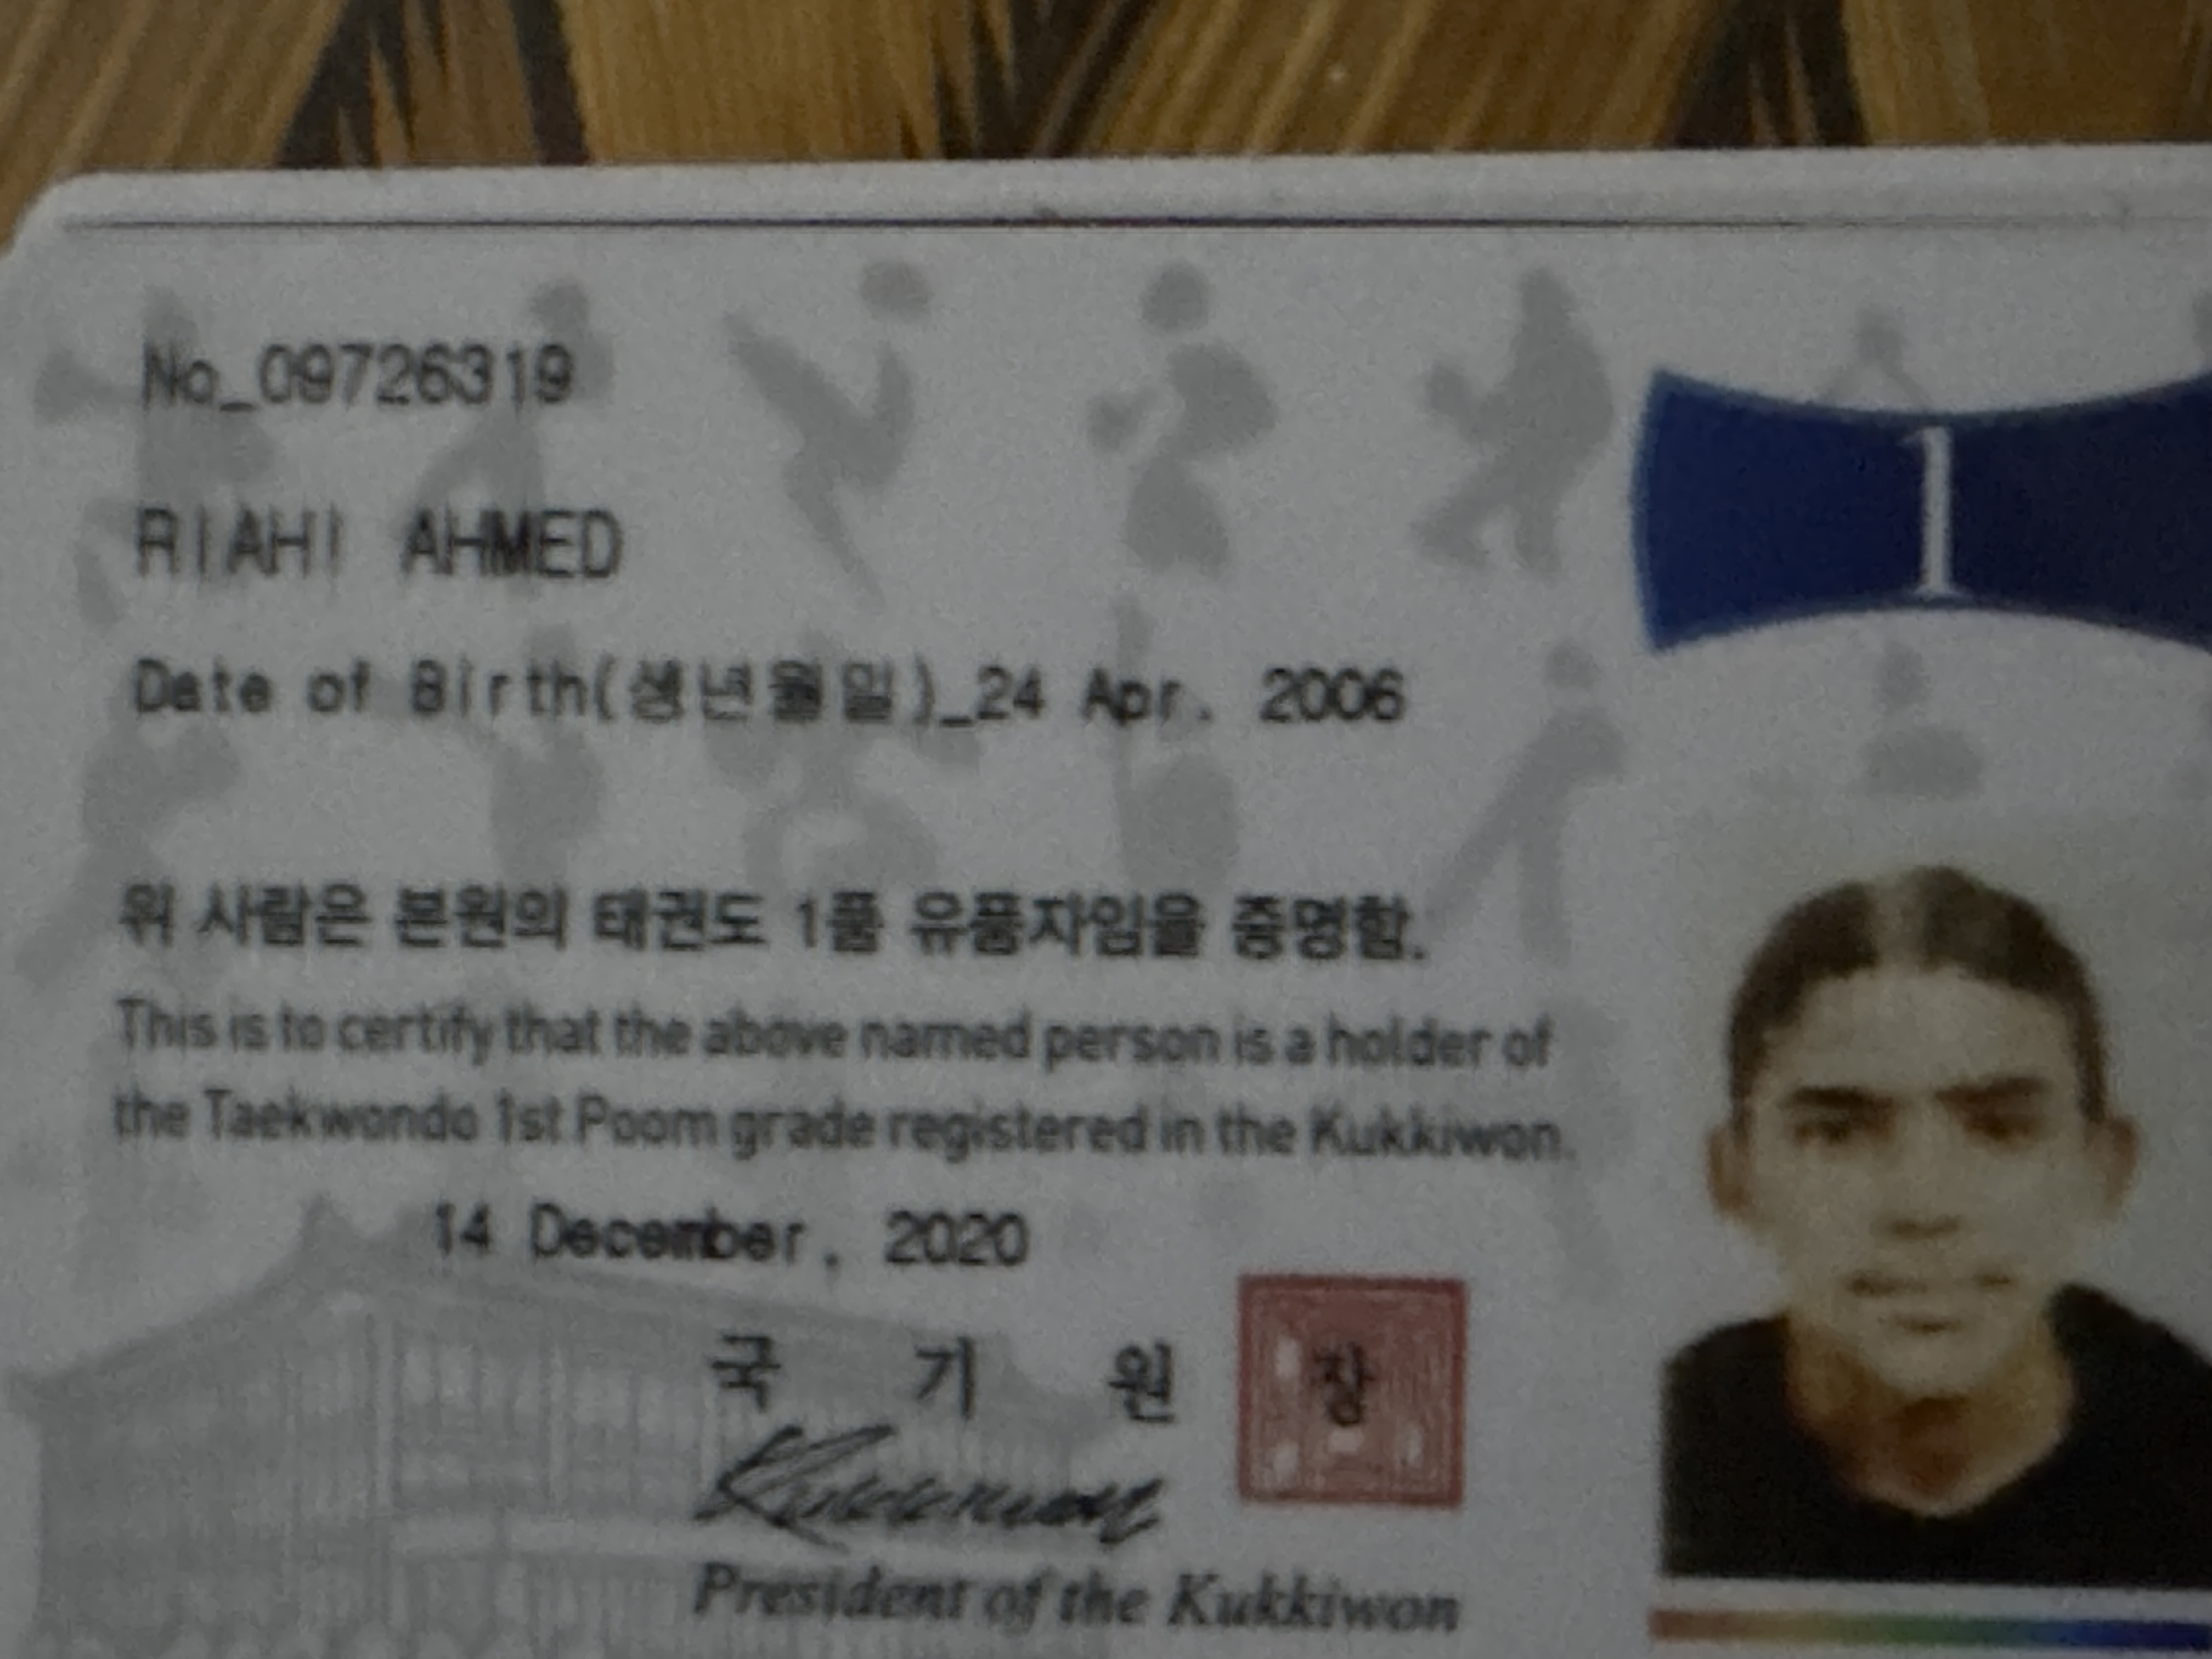 No_09726319
1
RIAHI AHMED
Date of Birth(생년월일)_24 Apr. 2006
위 사람은 본원의 태권도 1품 유품자임을 증명함.
This is to certify that the above named person is a holder of
the Taekwondo 1st Poom grade registered in the Kukkiwon.
14 December, 2020
국 기 원 장
Kukkiwon
President of the Kukkiwon